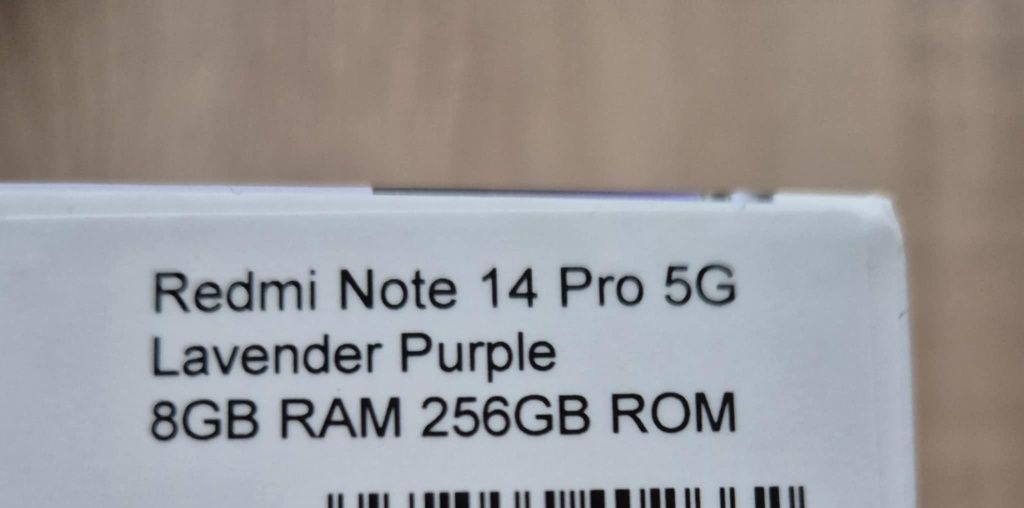 Redmi Note 14 Pro 5G
Lavender Purple
8GB RAM 256GB ROM